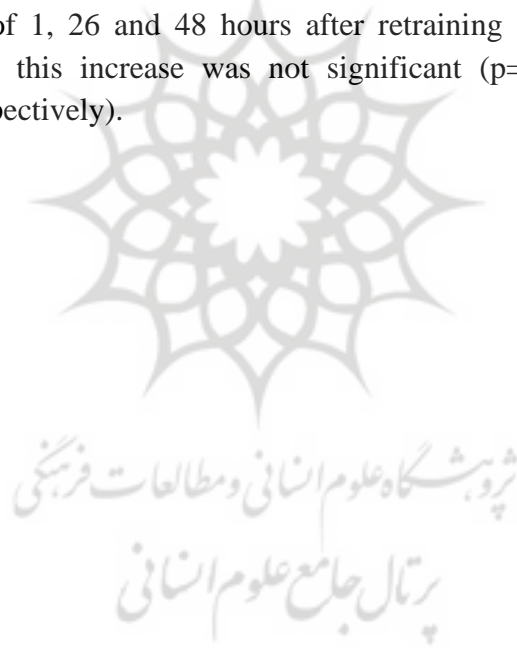 of 1, 26 and 48 hours after retraining
this increase was not significant (p=
pectively).
پژوهشگاه علوم انسانی و مطالعات فرهنگی
پرتال جامع علوم انسانی